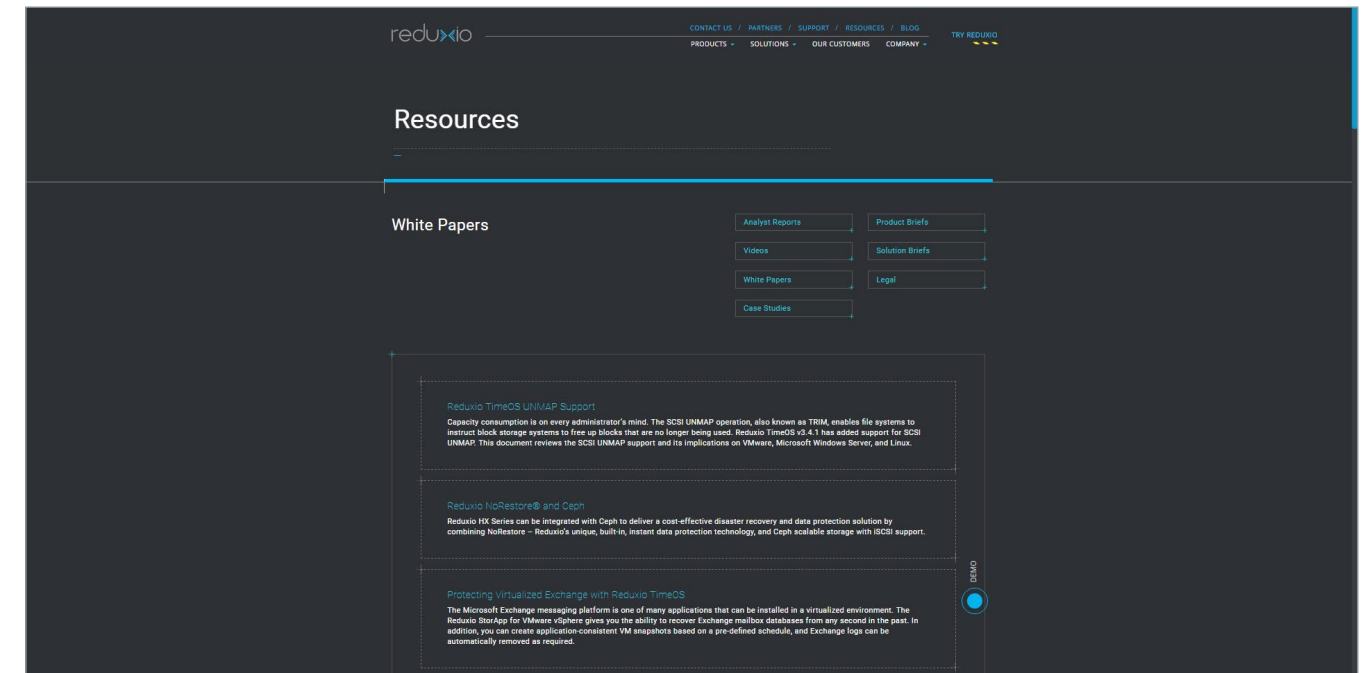 reduxio
CONTACT US / PARTNERS / SUPPORT / RESOURCES / BLOG
TRY REDUXIO
PRODUCTS SOLUTIONS OUR CUSTOMERS COMPANY
Resources
White Papers
Analyst Reports
Product Briefs
Videos
Solution Briefs
White Papers
Legal
Case Studies
Reduxio TimeOS UNMAP Support
Capacity consumption is on every administrator's mind. The SCSI UNMAP operation, also known as TRIM, enables file systems to
instruct block storage systems to free up blocks that are no longer being used. Reduxio TimeOS v3.4.1 has added support for SCSI
UNMAP. This document reviews the SCSI UNMAP support and its implications on VMware, Microsoft Windows Server, and Linux.
Reduxio NoRestore® and Ceph
Reduxio HX Series can be integrated with Ceph to deliver a cost-effective disaster recovery and data protection solution by
combining NoRestore – Reduxio's unique, built-in, instant data protection technology, and Ceph scalable storage with iSCSI support.
DEMO
Protecting Virtualized Exchange with Reduxio TimeOS
The Microsoft Exchange messaging platform is one of many applications that can be installed in a virtualized environment. The
Reduxio StorApp for VMware vSphere gives you the ability to recover Exchange mailbox databases from any second in the past. In
addition, you can create application-consistent VM snapshots based on a pre-defined schedule, and Exchange logs can be
automatically removed as required.